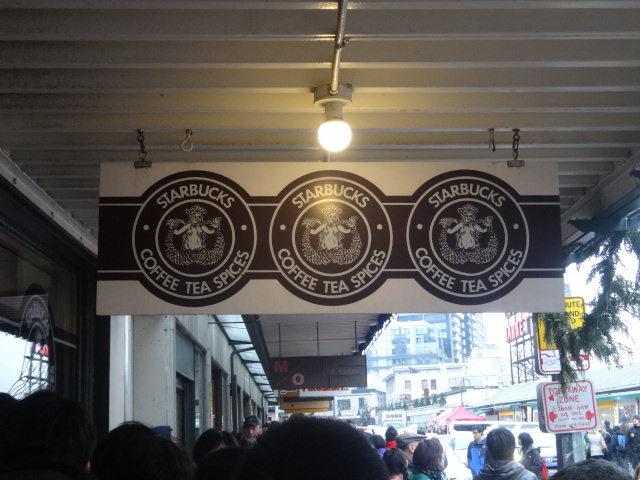 STARBUCKS
COFFEE TEA SPICES
STARBUCKS
COFFEE TEA SPICES
STARBUCKS
COFFEE TEA SPICES
M
O
TOW AWAY
ZONE